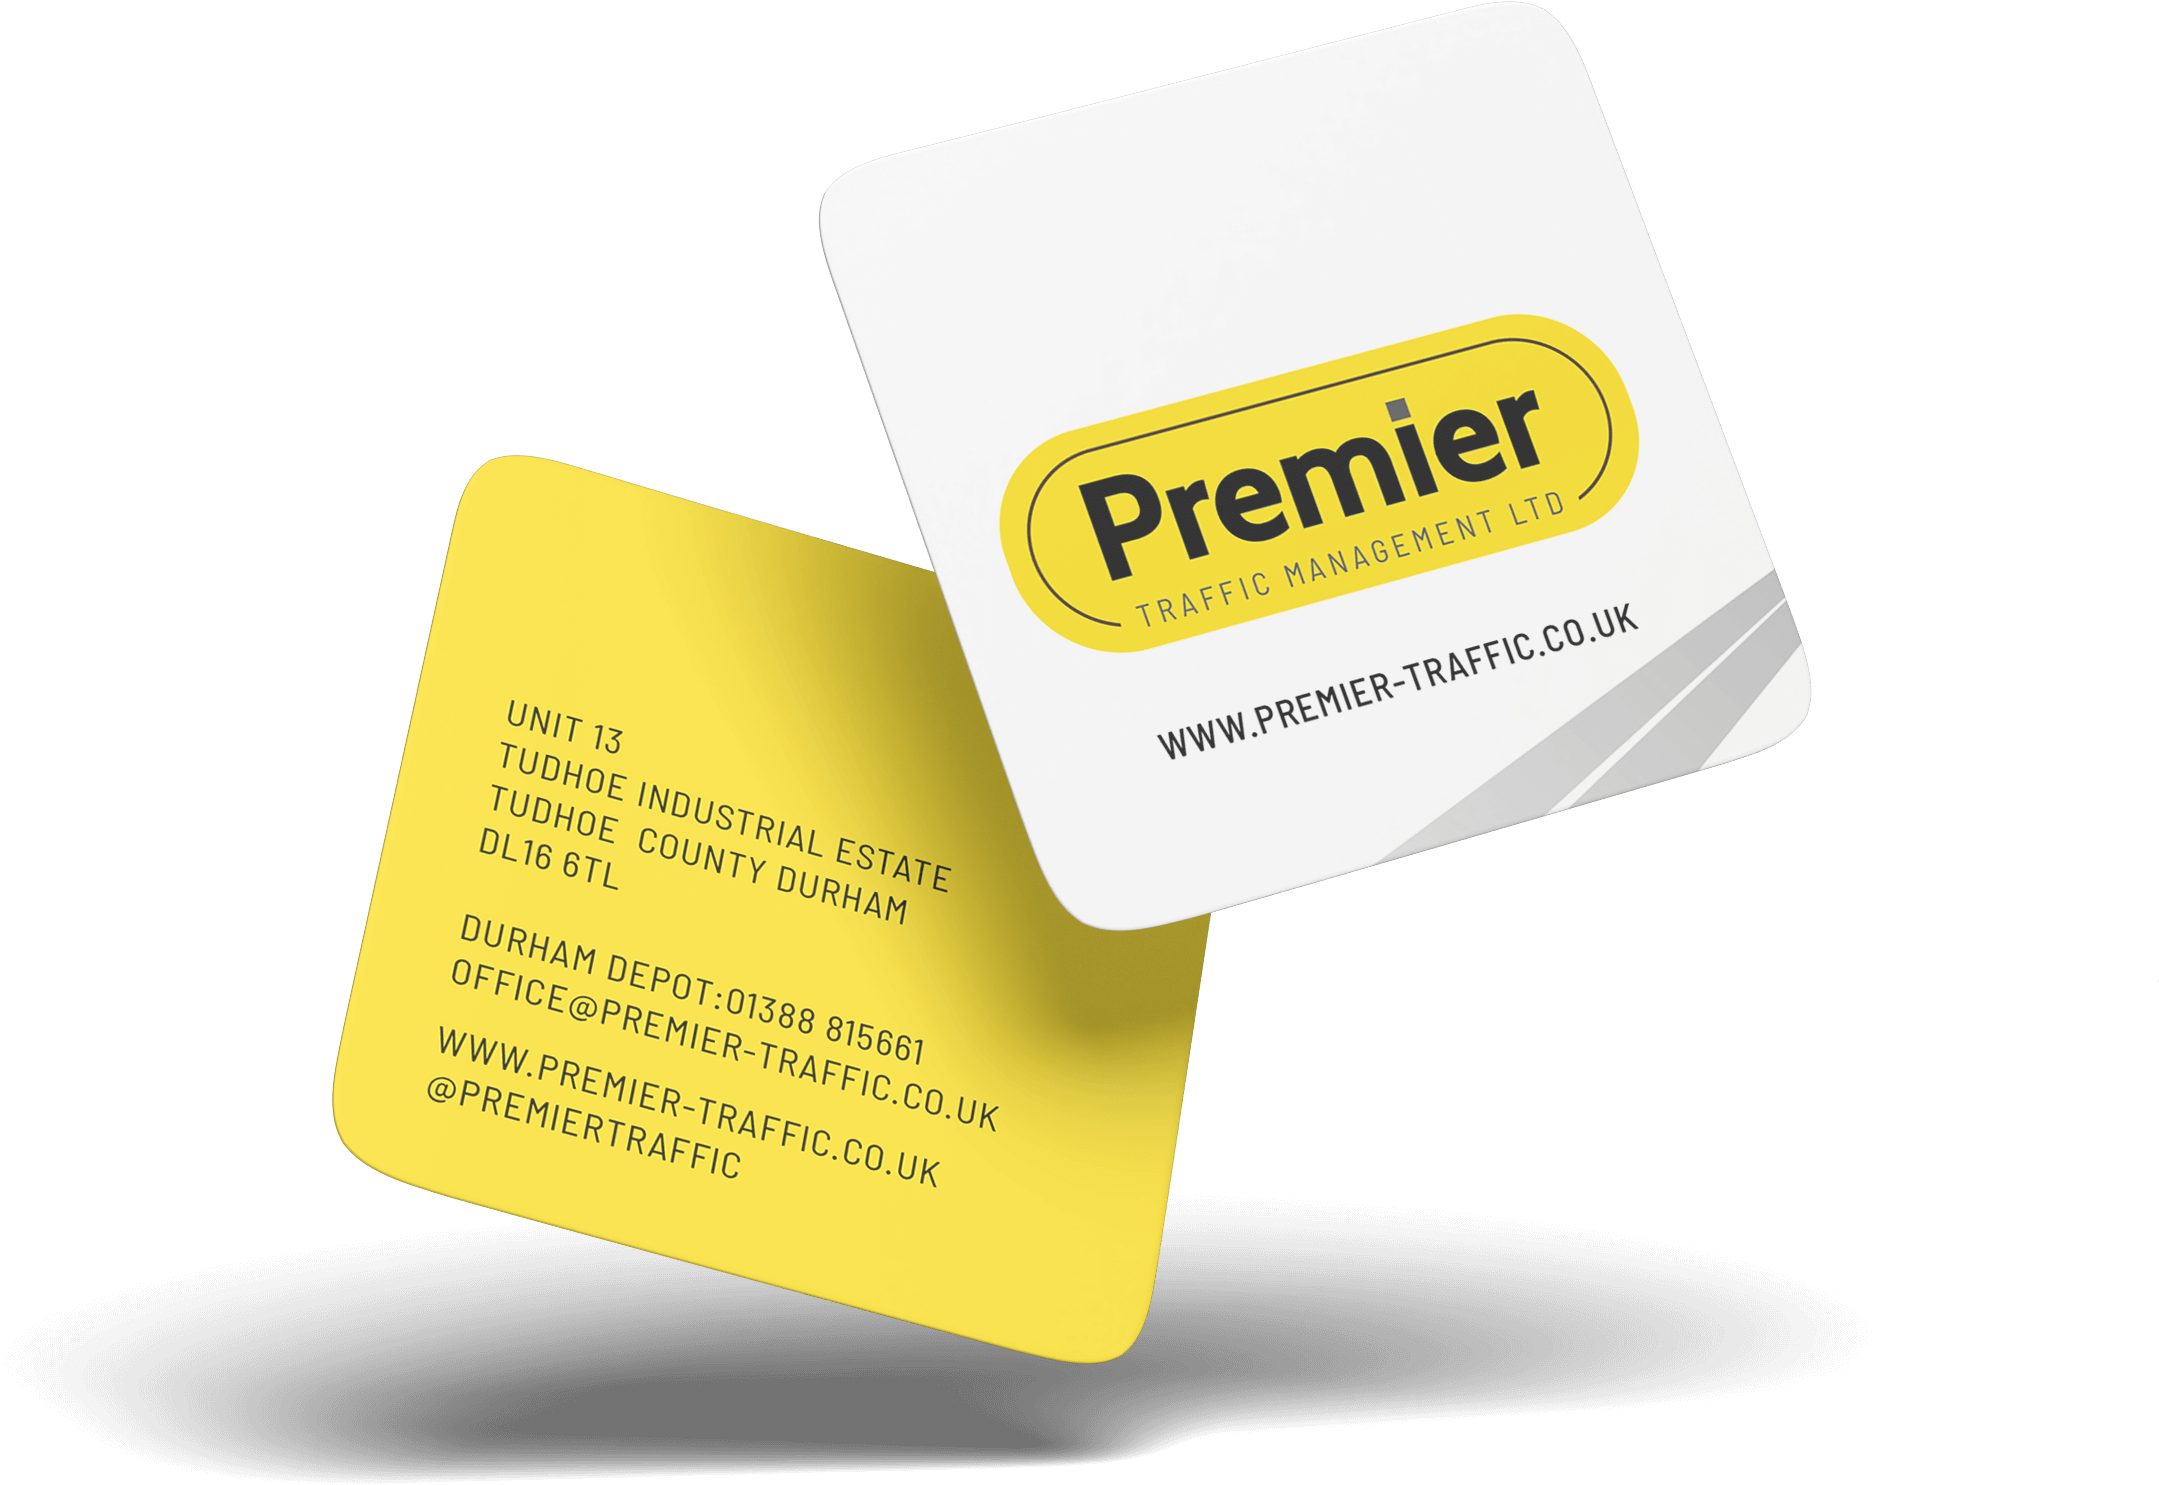 Premier
TRAFFIC MANAGEMENT LTD
WWW.PREMIER-TRAFFIC.CO.UK
UNIT 13
TUDHOE INDUSTRIAL ESTATE
TUDHOE  COUNTY DURHAM
DL16 6TL
DURHAM DEPOT:01388 815661
OFFICE@PREMIER-TRAFFIC.CO.UK
WWW.PREMIER-TRAFFIC.CO.UK
@PREMIERTRAFFIC